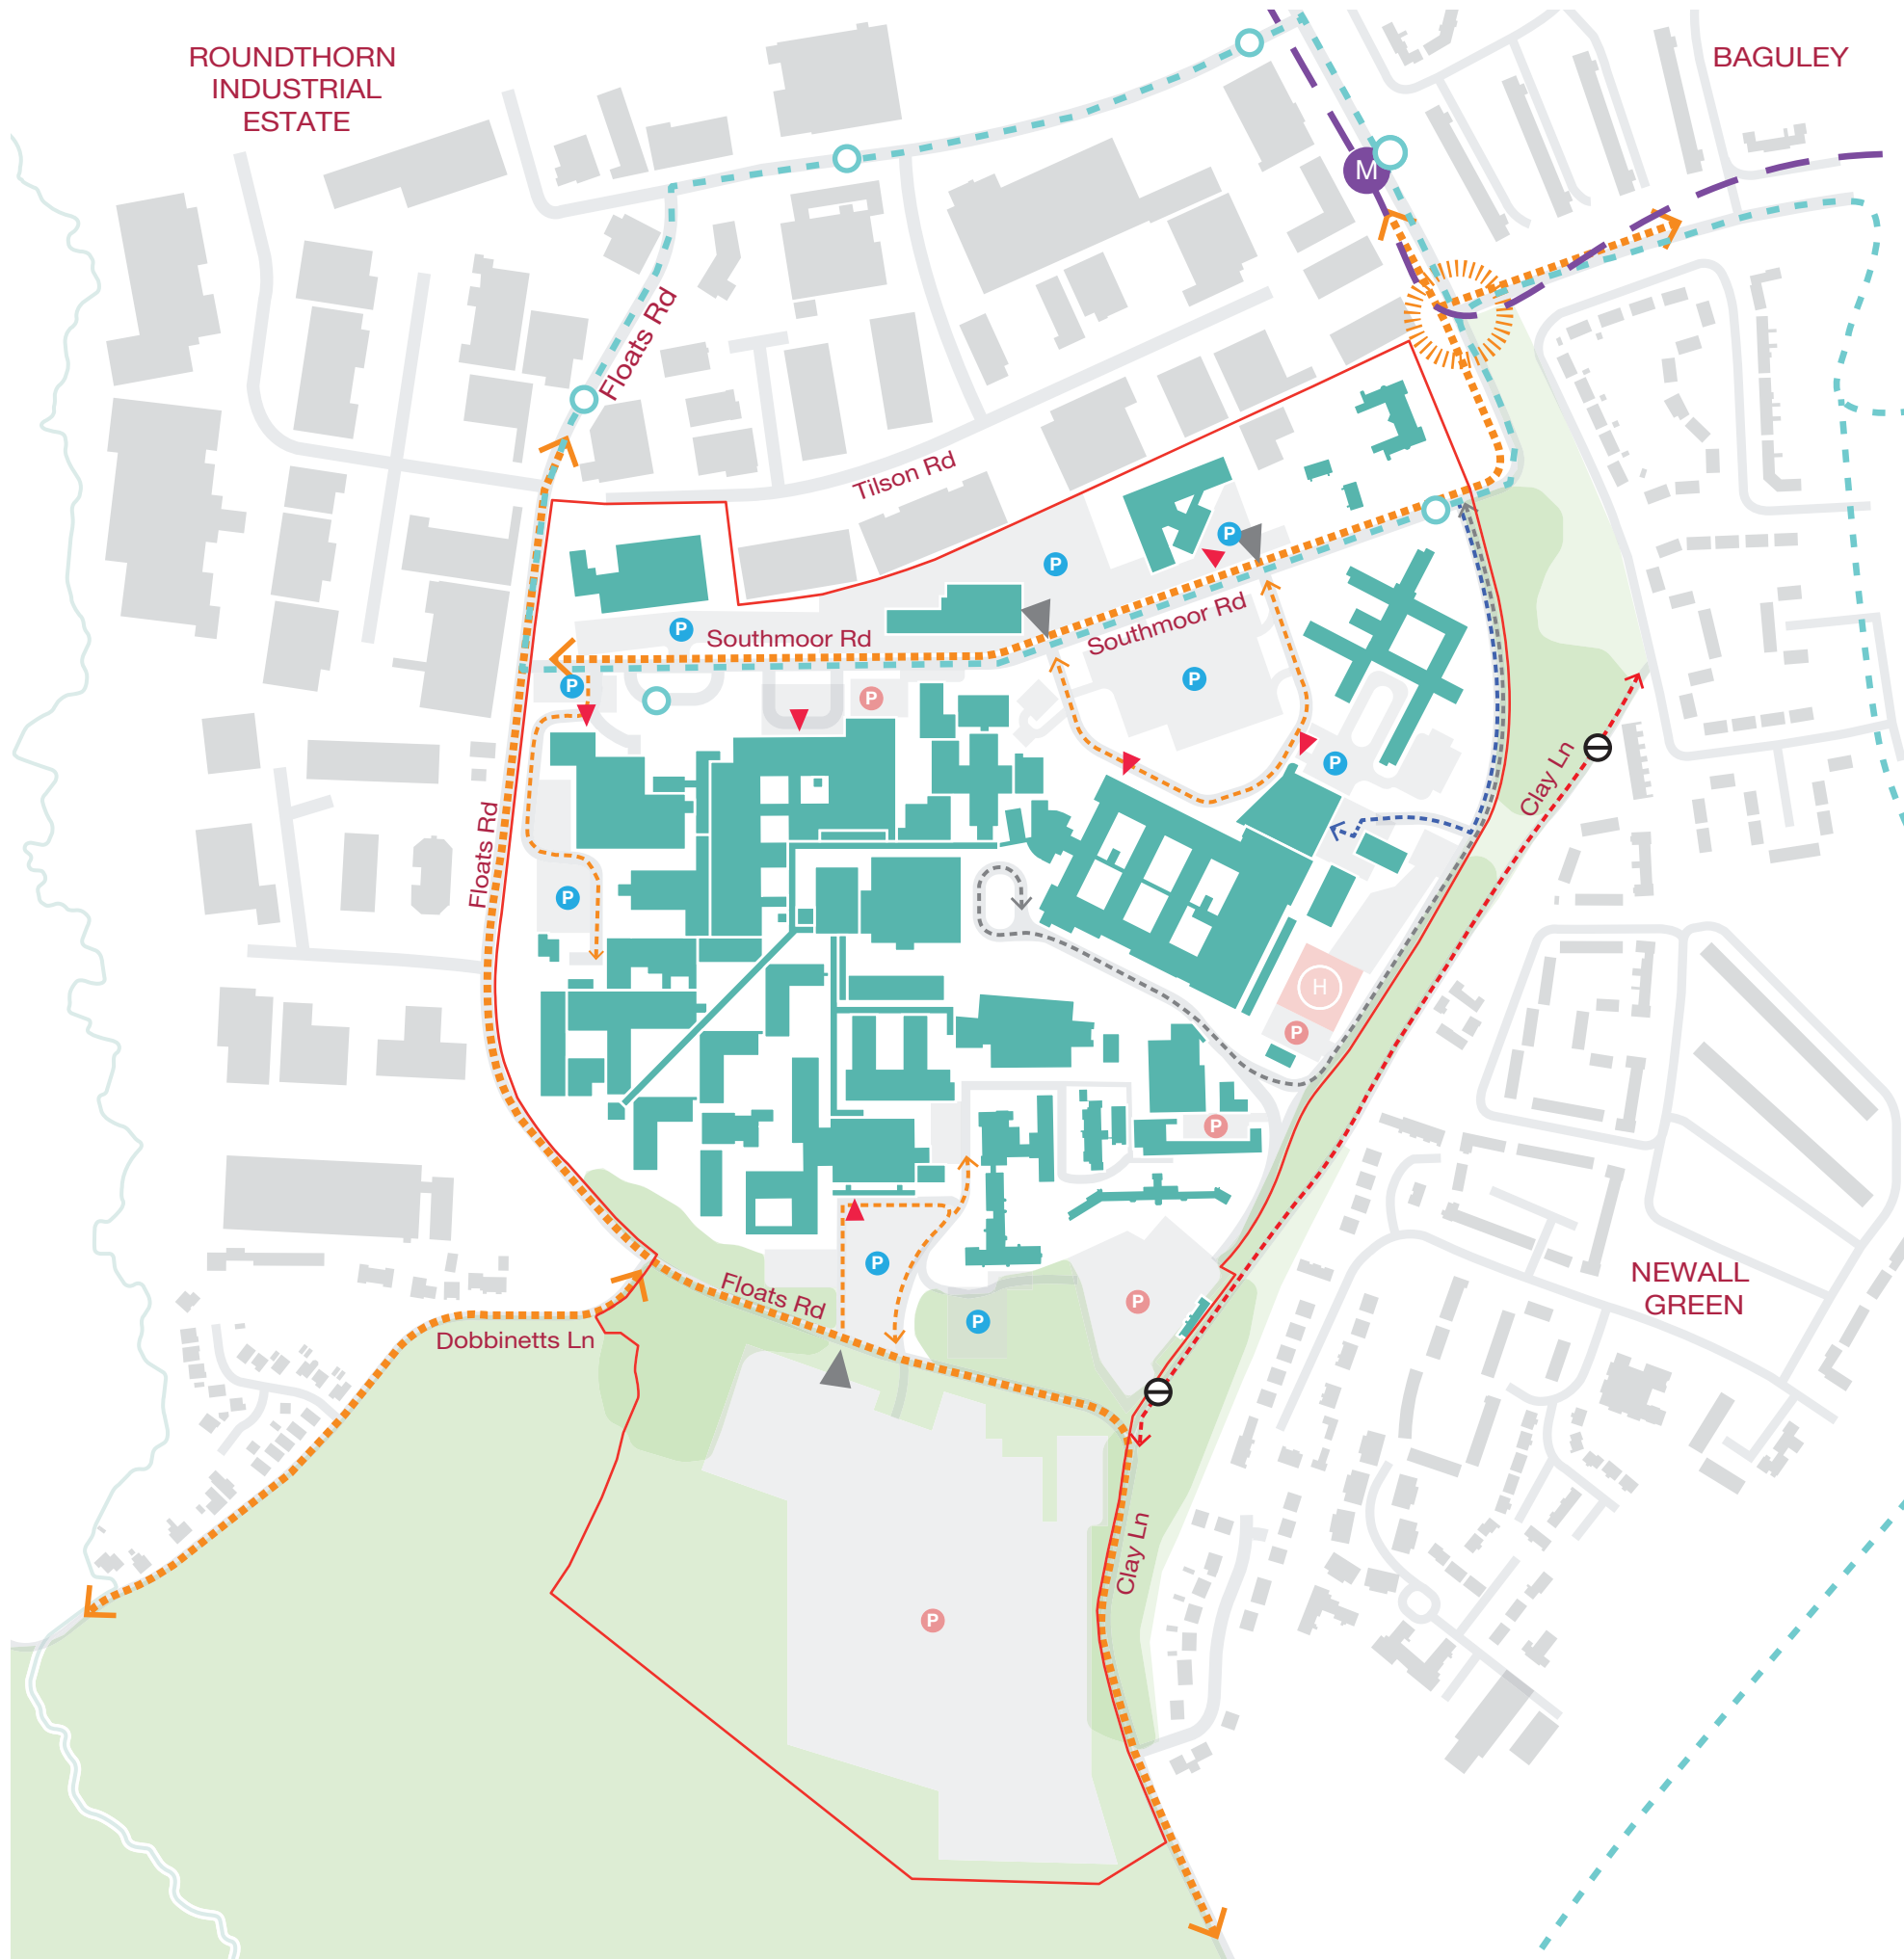 ROUNDTHORN
INDUSTRIAL
ESTATE
BAGULEY
M
Floats Rd
Tilson Rd
P
P
P
Southmoor Rd
Southmoor Rd
P
P
P
P
Clay Ln
Floats Rd
P
H
P
P
P
P
P
Floats Rd
NEWALL
GREEN
Dobbinetts Ln
Clay Ln
P